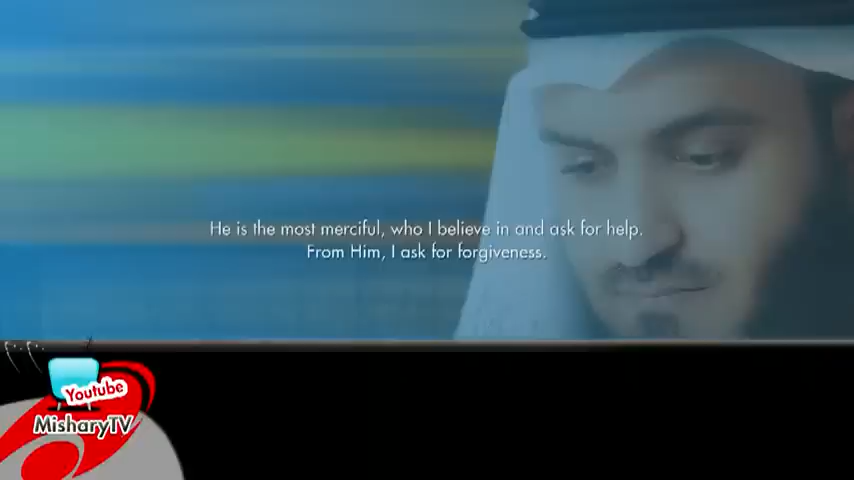 He is the most merciful, who I believe in and ask for help.
From Him, I ask for forgiveness.
Youtube
MisharyTV